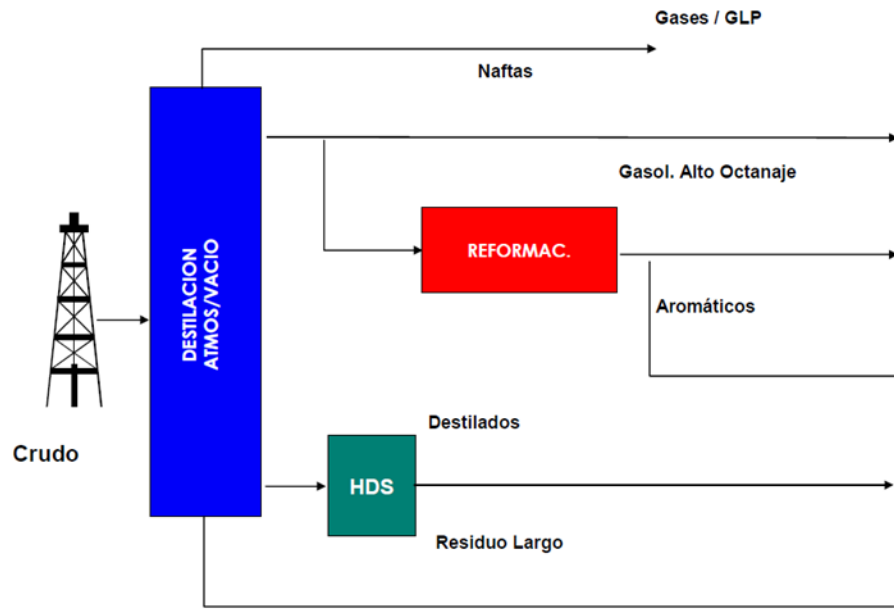 Gases / GLP
Naftas
Gasol. Alto Octanaje
DESTILACION
ATMOS/VACIO
REFORMAC.
Aromáticos
Crudo
Destilados
HDS
Residuo Largo